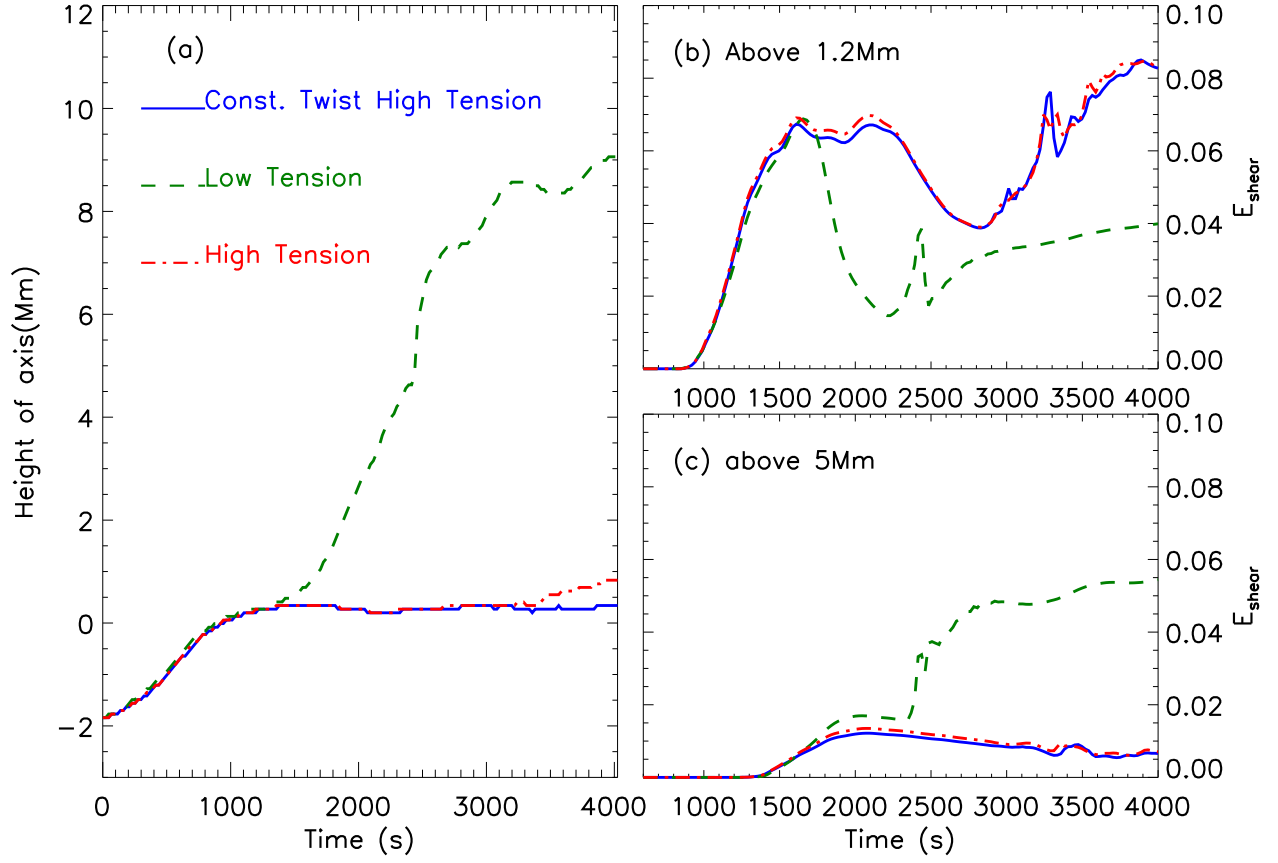 (a)
Const. Twist High Tension
Low Tension
High Tension
12
10
8
6
4
2
0
−2
Height of axis(Mm)
0 1000 2000 3000 4000
Time (s)
(b) Above 1.2Mm
0.10
0.08
0.06
0.04
0.02
0.00
Eshear
1000 1500 2000 2500 3000 3500 4000
(c) above 5Mm
0.10
0.08
0.06
0.04
0.02
0.00
Eshear
1000 1500 2000 2500 3000 3500 4000
Time (s)